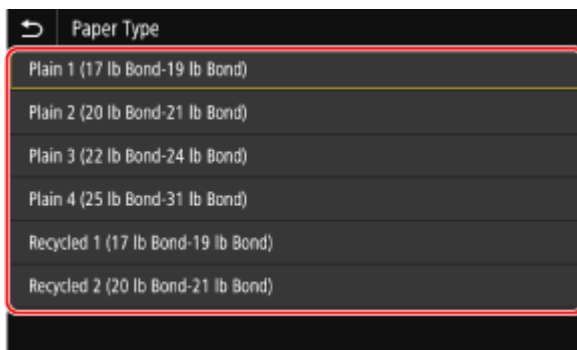 Paper Type
Plain 1 (17 lb Bond-19 lb Bond)
Plain 2 (20 lb Bond-21 lb Bond)
Plain 3 (22 lb Bond-24 lb Bond)
Plain 4 (25 lb Bond-31 lb Bond)
Recycled 1 (17 lb Bond-19 lb Bond)
Recycled 2 (20 lb Bond-21 lb Bond)